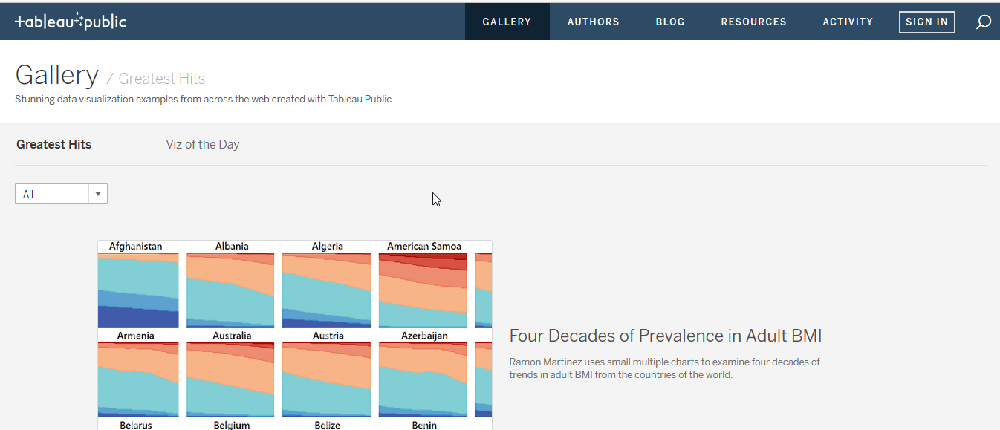 tableau public GALLERY AUTHORS BLOG RESOURCES ACTIVITY SIGN IN
Gallery / Greatest Hits
Stunning data visualization examples from across the web created with Tableau Public.
Greatest Hits Viz of the Day
All
Afghanistan Albania Algeria American Samoa
Armenia Australia Austria Azerbaijan
Belarus Belgium Belize Benin
Four Decades of Prevalence in Adult BMI
Ramon Martinez uses small multiple charts to examine four decades of
trends in adult BMI from the countries of the world.